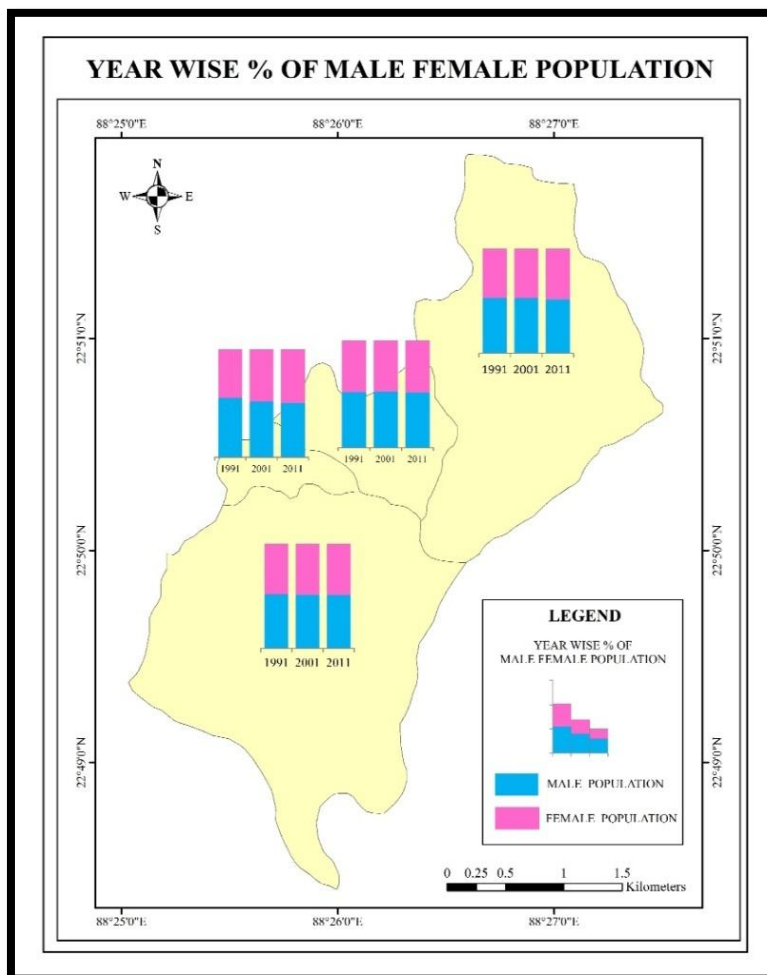 YEAR WISE % OF MALE FEMALE POPULATION
88°25'0"E 88°26'0"E 88°27'0"E
N
W E
S
22°51'0"N 22°51'0"N
1991 2001 2011
1991 2001 2011
1991 2001 2011
22°50'0"N 22°50'0"N
1991 2001 2011
LEGEND
YEAR WISE % OF
MALE FEMALE POPULATION
MALE POPULATION
FEMALE POPULATION
22°49'0"N 22°49'0"N
0 0.25 0.5 1 1.5
Kilometers
88°25'0"E 88°26'0"E 88°27'0"E